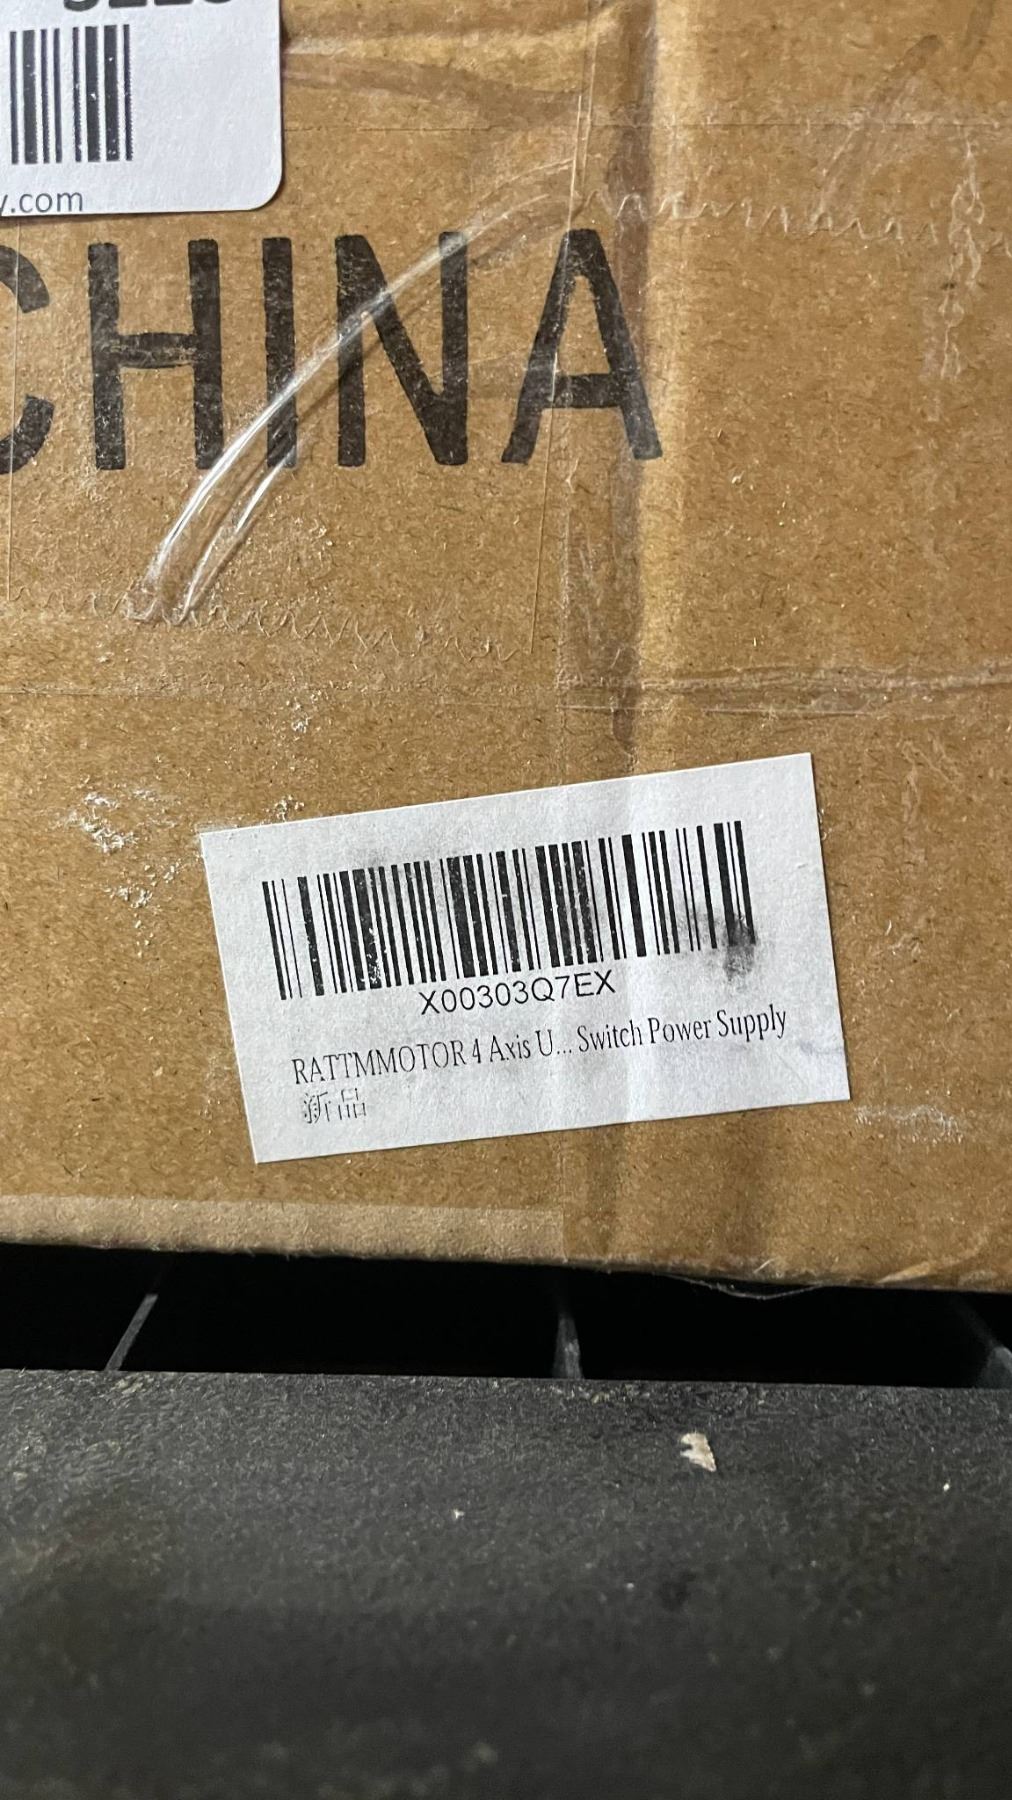 y.com
CHINA
X00303Q7EX
RATTMMOTOR 4 Axis U... Switch Power Supply
新品